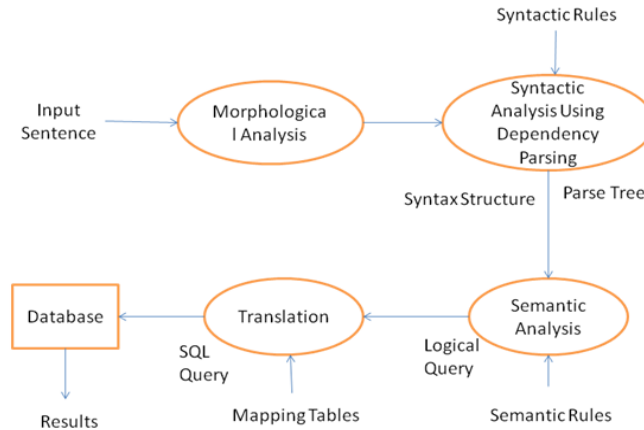 Syntactic Rules
Input
Sentence
Morphologica
l Analysis
Syntactic
Analysis Using
Dependency
Parsing
Syntax Structure
Parse Tree
Database
Translation
Semantic
Analysis
SQL
Query
Logical
Query
Results
Mapping Tables
Semantic Rules